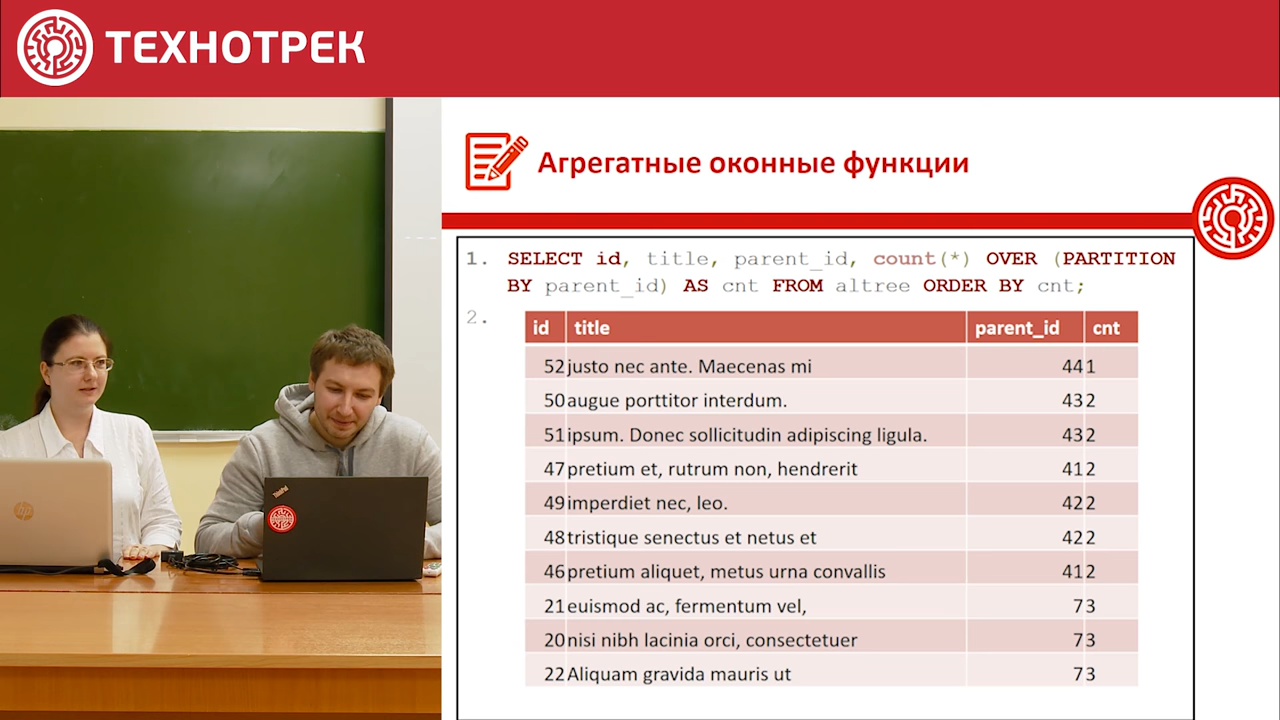 ТЕХНОТРЕК
Агрегатные оконные функции
1. SELECT id, title, parent_id, count(*) OVER (PARTITION
BY parent_id) AS cnt FROM altree ORDER BY cnt;
2.
id title parent_id cnt
52 justo nec ante. Maecenas mi 44 1
50 augue porttitor interdum. 43 2
51 ipsum. Donec sollicitudin adipiscing ligula. 43 2
47 pretium et, rutrum non, hendrerit 41 2
49 imperdiet nec, leo. 42 2
48 tristique senectus et netus et 42 2
46 pretium aliquet, metus urna convallis 41 2
21 euismod ac, fermentum vel, 7 3
20 nisi nibh lacinia orci, consectetuer 7 3
22 Aliquam gravida mauris ut 7 3
hp
ThinkPad